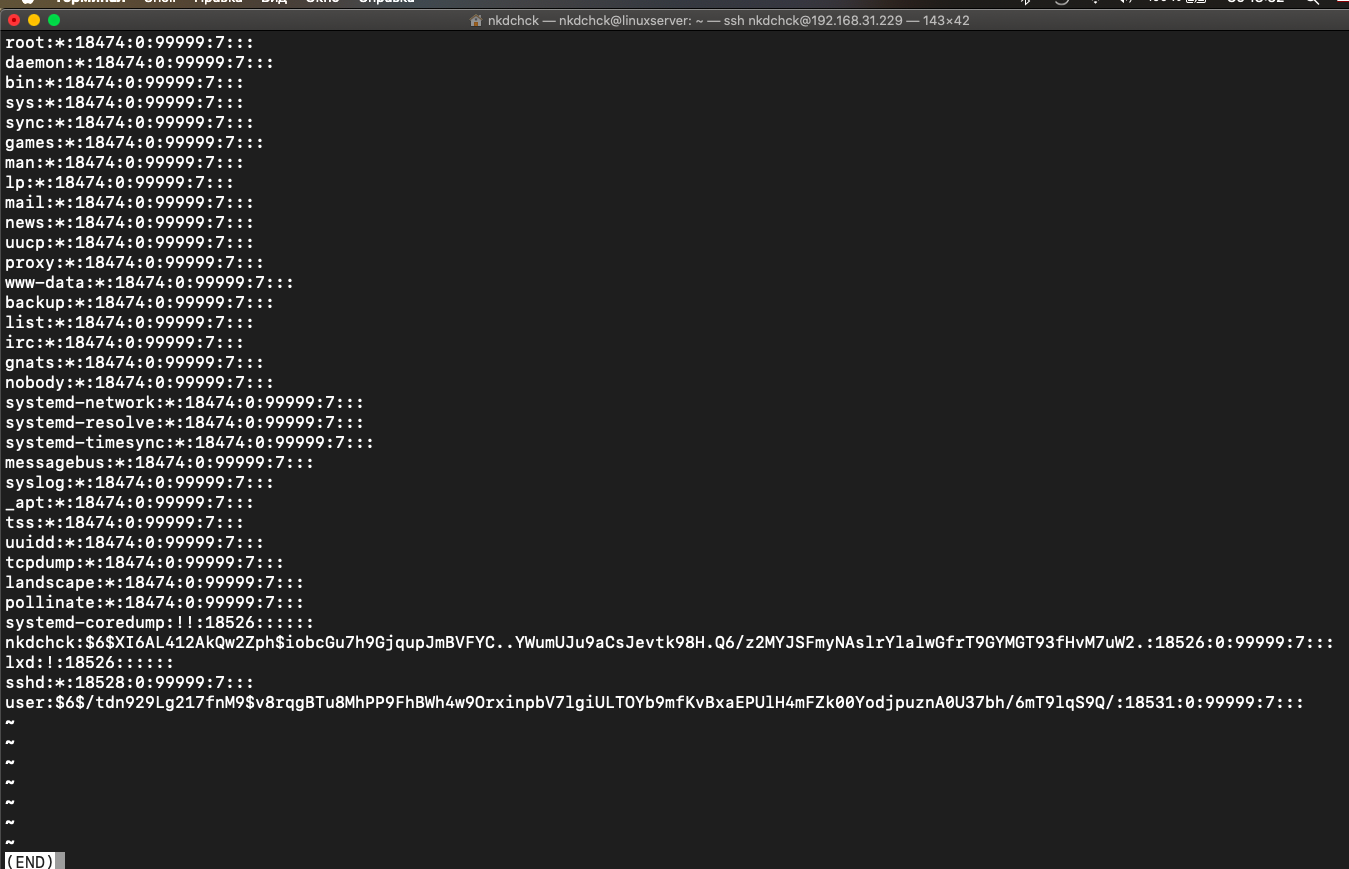 Терминал Shell Правка Вид Окно Справка
nkdchck — nkdchck@linuxserver: ~ — ssh nkdchck@192.168.31.229 — 143×42
root:*:18474:0:99999:7:::
daemon:*:18474:0:99999:7:::
bin:*:18474:0:99999:7:::
sys:*:18474:0:99999:7:::
sync:*:18474:0:99999:7:::
games:*:18474:0:99999:7:::
man:*:18474:0:99999:7:::
lp:*:18474:0:99999:7:::
mail:*:18474:0:99999:7:::
news:*:18474:0:99999:7:::
uucp:*:18474:0:99999:7:::
proxy:*:18474:0:99999:7:::
www-data:*:18474:0:99999:7:::
backup:*:18474:0:99999:7:::
list:*:18474:0:99999:7:::
irc:*:18474:0:99999:7:::
gnats:*:18474:0:99999:7:::
nobody:*:18474:0:99999:7:::
systemd-network:*:18474:0:99999:7:::
systemd-resolve:*:18474:0:99999:7:::
systemd-timesync:*:18474:0:99999:7:::
messagebus:*:18474:0:99999:7:::
syslog:*:18474:0:99999:7:::
_apt:*:18474:0:99999:7:::
tss:*:18474:0:99999:7:::
uuidd:*:18474:0:99999:7:::
tcpdump:*:18474:0:99999:7:::
landscape:*:18474:0:99999:7:::
pollinate:*:18474:0:99999:7:::
systemd-coredump:!!:18526::::::
nkdchck:$6$XI6AL412AkQw2Zph$iobcGu7h9GjqupJmBVFYC..YWumUJu9aCsJevtk98H.Q6/z2MYJSFmyNAslrYlalwGfrT9GYMGT93fHvM7uW2.:18526:0:99999:7:::
lxd:!:18526::::::
sshd:*:18528:0:99999:7:::
user:$6$/tdn929Lg217fnM9$v8rqgBTu8MhPP9FhBWh4w9OrxinpbV7lgiULTOYb9mfKvBxaEPUlH4mFZk00YodjpuznA0U37bh/6mT9lqS9Q/:18531:0:99999:7:::
~
~
~
~
~
~
~
(END)